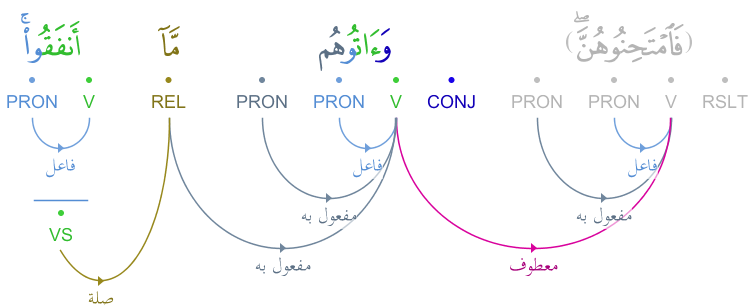 (فَٱمْتَحِنُوهُنَّ ۖ) وَءَاتُوهُم مَّآ أَنفَقُوا۟ ۚ
RSLT V PRON PRON CONJ V PRON PRON REL V PRON
فاعل فاعل فاعل
مفعول به مفعول به
VS
معطوف مفعول به
صلة